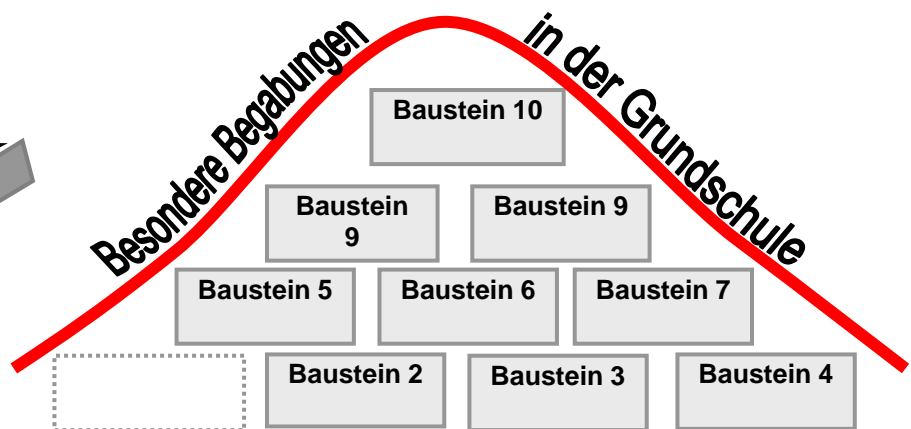 Besondere Begabungen
in der Grundschule
Baustein 10
Baustein
9
Baustein 9
Baustein 5
Baustein 6
Baustein 7
Baustein 2
Baustein 3
Baustein 4